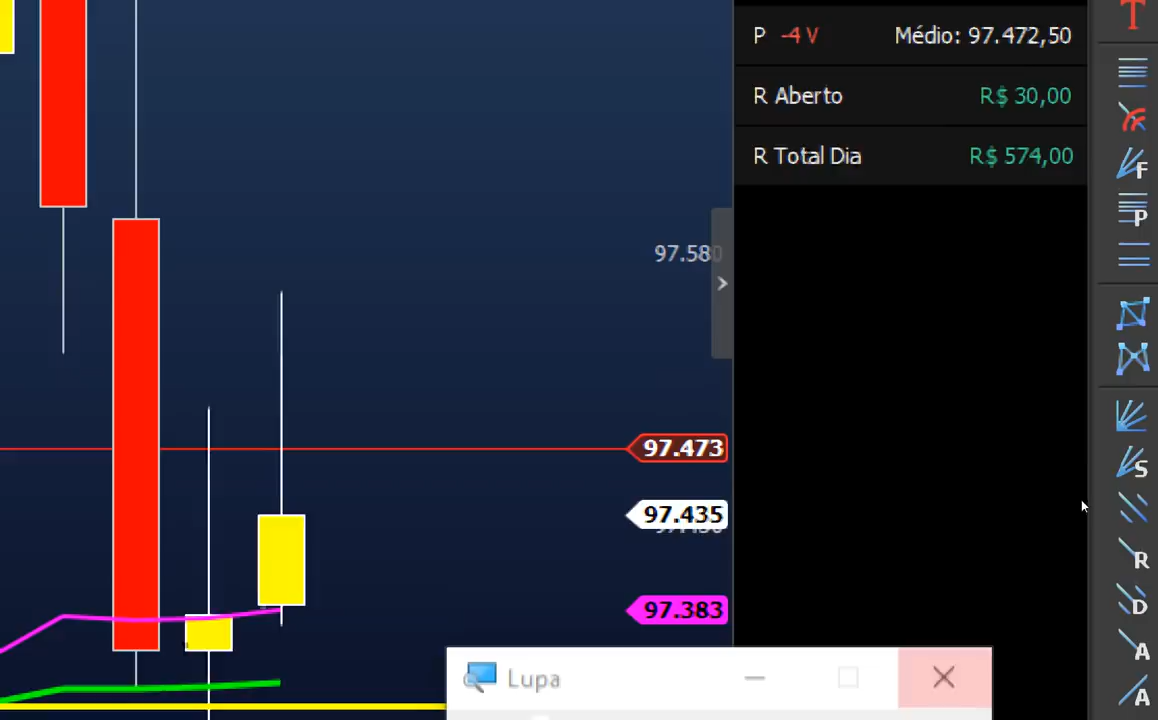 P -4 V Médio: 97.472,50
R Aberto R$ 30,00
R Total Dia R$ 574,00
97.580
97.473
97.435
97.383
Lupa
T
F
P
S
R
D
A
A